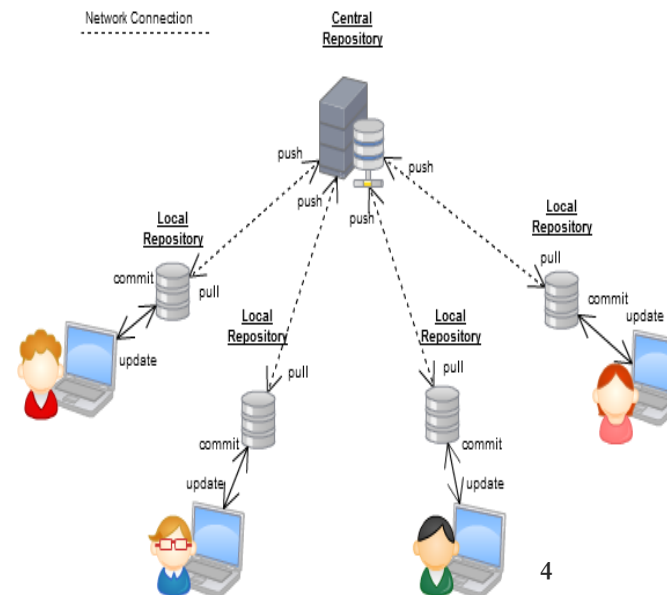 Network Connection
Central
Repository
push
push
push
push
Local
Repository
commit
pull
update
Local
Repository
pull
commit
update
Local
Repository
pull
commit
update
Local
Repository
pull
commit
update
4